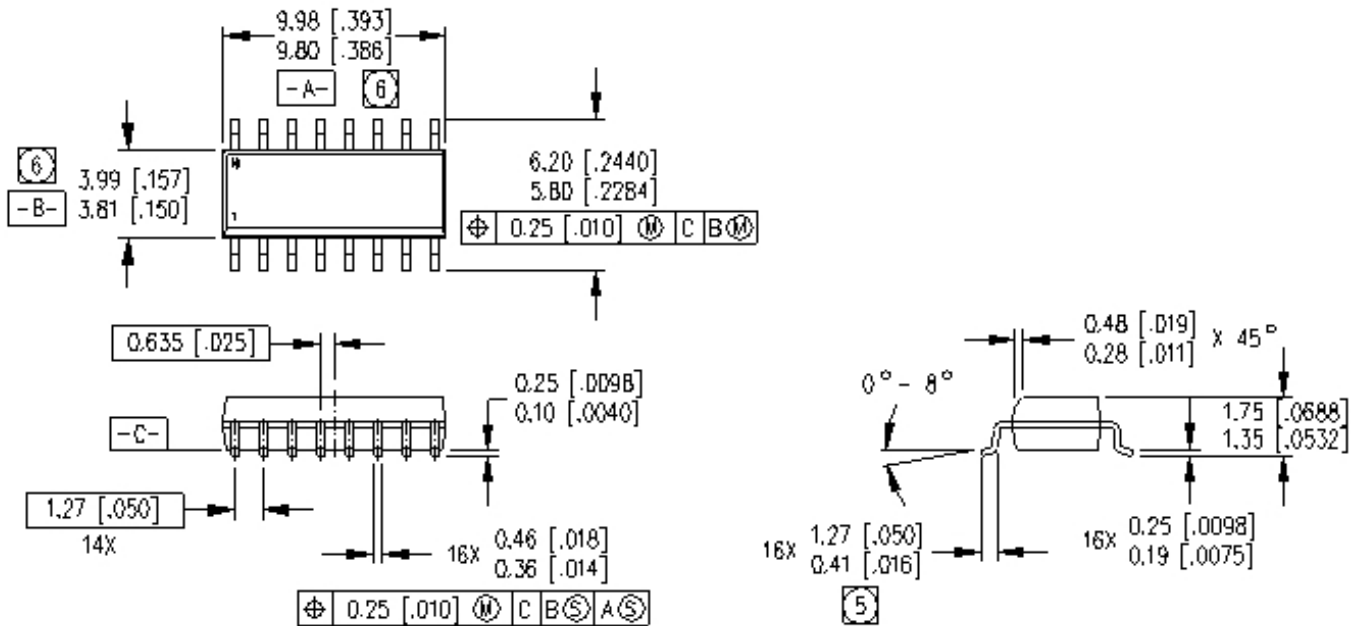 9.98 [.393]
9.80 [.386]
-A- 6
6
3.99 [.157]
-B- 3.81 [.150]
N
1
6.20 [.2440]
5.80 [.2284]
⌖ 0.25 [.010] Ⓜ C B Ⓜ
0.635 [.025]
0.25 [.0098]
0.10 [.0040]
-C-
1.27 [.050]
14X
16X 0.46 [.018]
0.36 [.014]
⌖ 0.25 [.010] Ⓜ C B Ⓢ A Ⓢ
0.48 [.019]
0.28 [.011] X 45°
0° - 8°
1.75 [.0688]
1.35 [.0532]
16X 1.27 [.050]
0.41 [.016]
5
16X 0.25 [.0098]
0.19 [.0075]